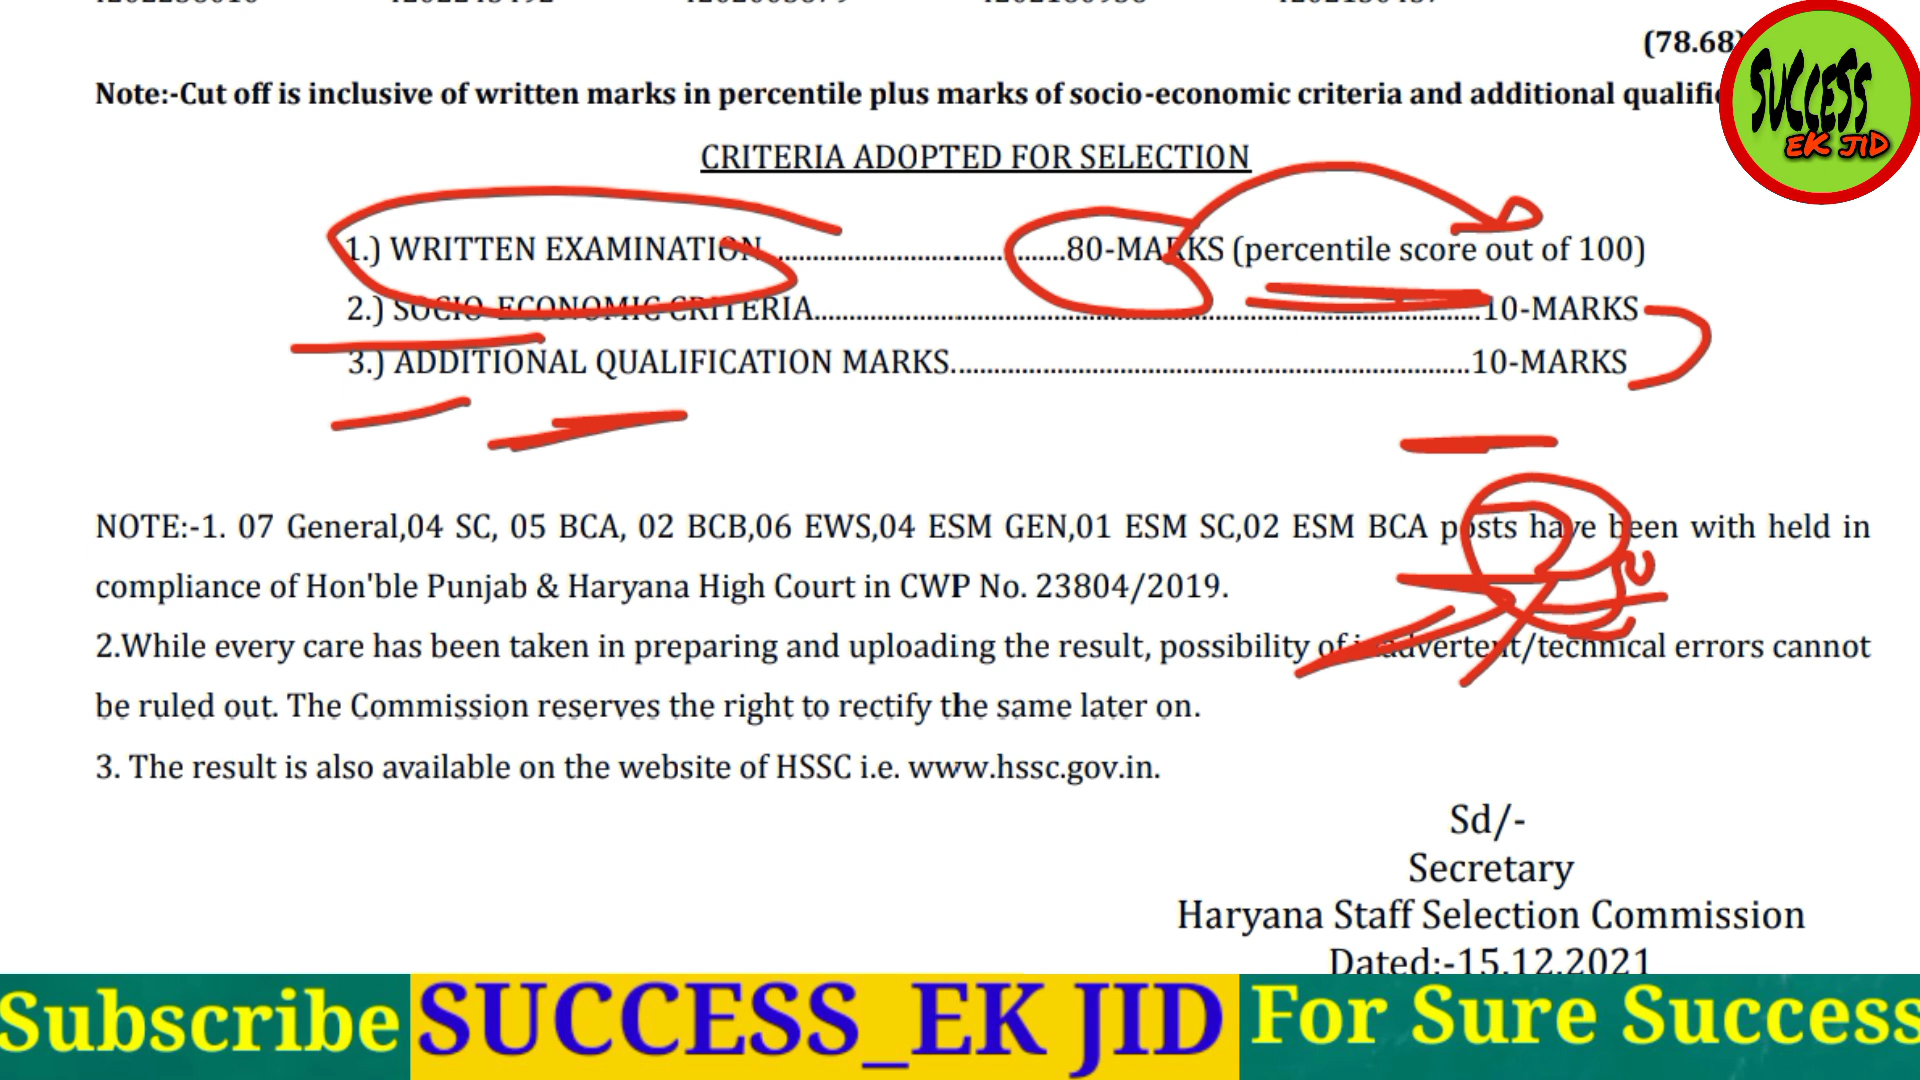 (78.68)
Note:-Cut off is inclusive of written marks in percentile plus marks of socio-economic criteria and additional
SUCCESS
EK JID
CRITERIA ADOPTED FOR SELECTION
1.) WRITTEN EXAMINATION..............................80-MARKS (percentile score out of 100)
2.) SOCIO-ECONOMIC CRITERIA..............................10-MARKS
3.) ADDITIONAL QUALIFICATION MARKS..............................10-MARKS
NOTE:-1. 07 General,04 SC, 05 BCA, 02 BCB,06 EWS,04 ESM GEN,01 ESM SC,02 ESM BCA posts have been with held in
compliance of Hon'ble Punjab & Haryana High Court in CWP No. 23804/2019.
2.While every care has been taken in preparing and uploading the result, possibility of inadvertent/technical errors cannot
be ruled out. The Commission reserves the right to rectify the same later on.
3. The result is also available on the website of HSSC i.e. www.hssc.gov.in.
Sd/-
Secretary
Haryana Staff Selection Commission
Dated:-15.12.2021
Subscribe SUCCESS_EK JID For Sure Success